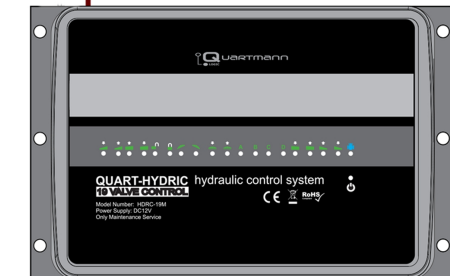 Quartmann
LOGIC
QUART-HYDRIC hydraulic control system
19 VALVE CONTROL
CE RoHS
Model Number: HDRC-19M
Power Supply: DC12V
Only Maintenance Service